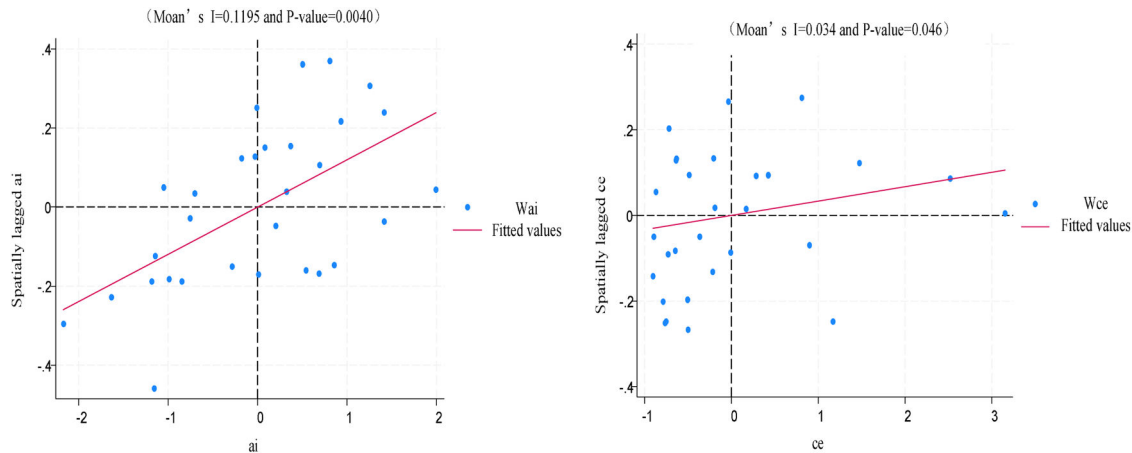 （Moan’s I=0.1195 and P-value=0.0040）
.4
.2
0
-.2
-.4
Spatially lagged ai
-2
-1
0
1
2
ai
Wai
Fitted values
（Moan’s I=0.034 and P-value=0.046）
.4
.2
0
-.2
-.4
Spatially lagged ce
-1
0
1
2
3
ce
Wce
Fitted values